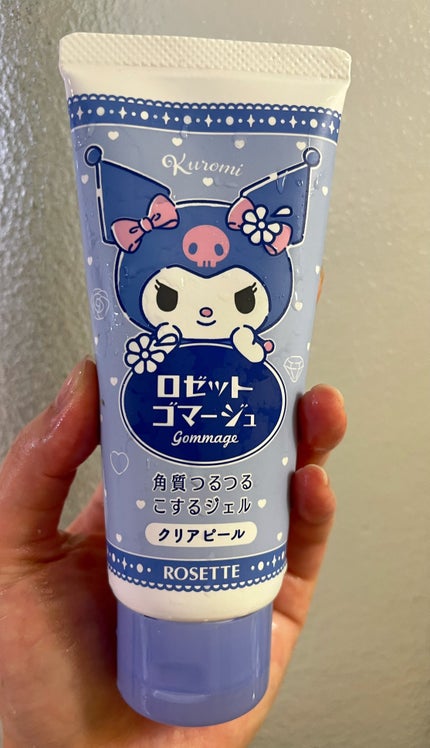 Kuromi
ロゼット
ゴマージュ
Gommage
角質つるつる
こするジェル
クリアピール
ROSETTE